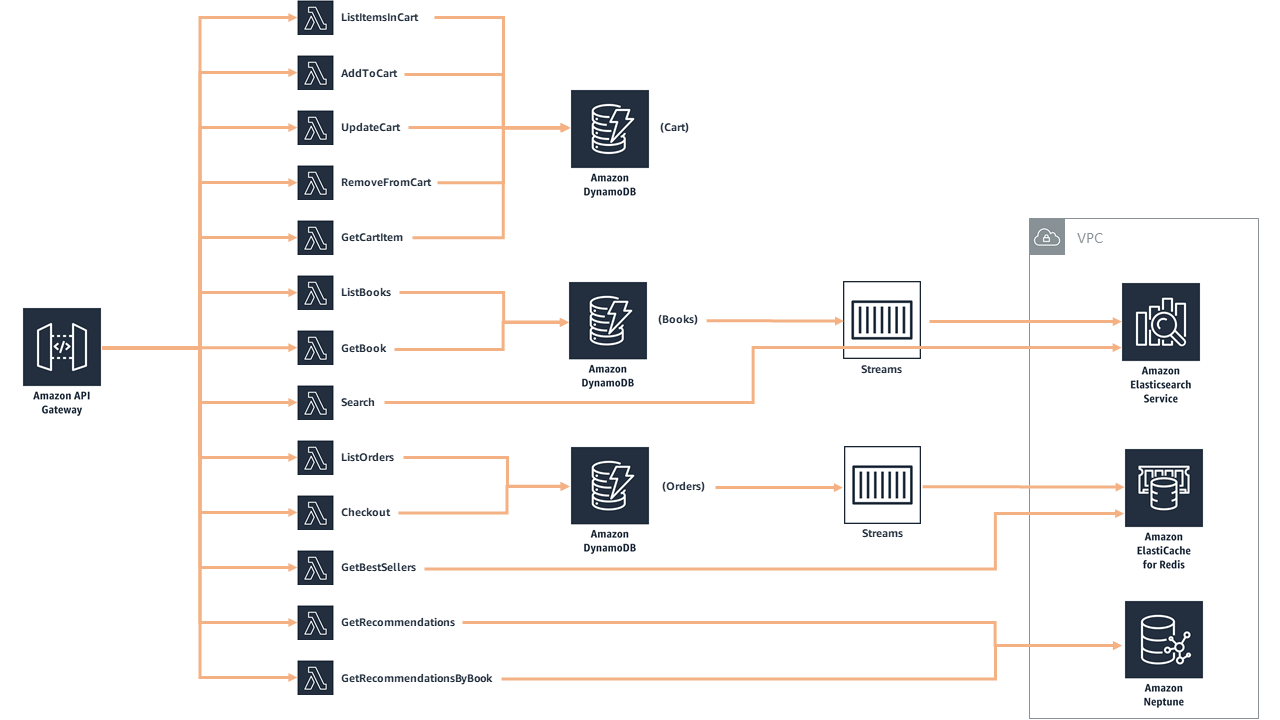 ListItemsInCart
AddToCart
UpdateCart
(Cart)
RemoveFromCart
Amazon
DynamoDB
GetCartItem
VPC
ListBooks
(Books)
GetBook
Amazon
DynamoDB
Streams
Amazon
Elasticsearch
Service
Amazon API
Gateway
Search
ListOrders
(Orders)
Checkout
Amazon
DynamoDB
Streams
Amazon
ElastiCache
for Redis
GetBestSellers
GetRecommendations
GetRecommendationsByBook
Amazon
Neptune